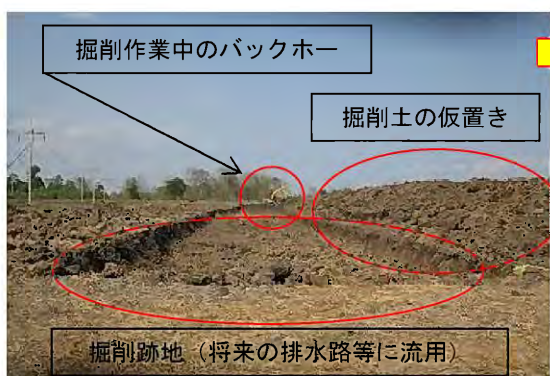 掘削作業中のバックホー
掘削土の仮置き
掘削跡地（将来の排水路等に流用）